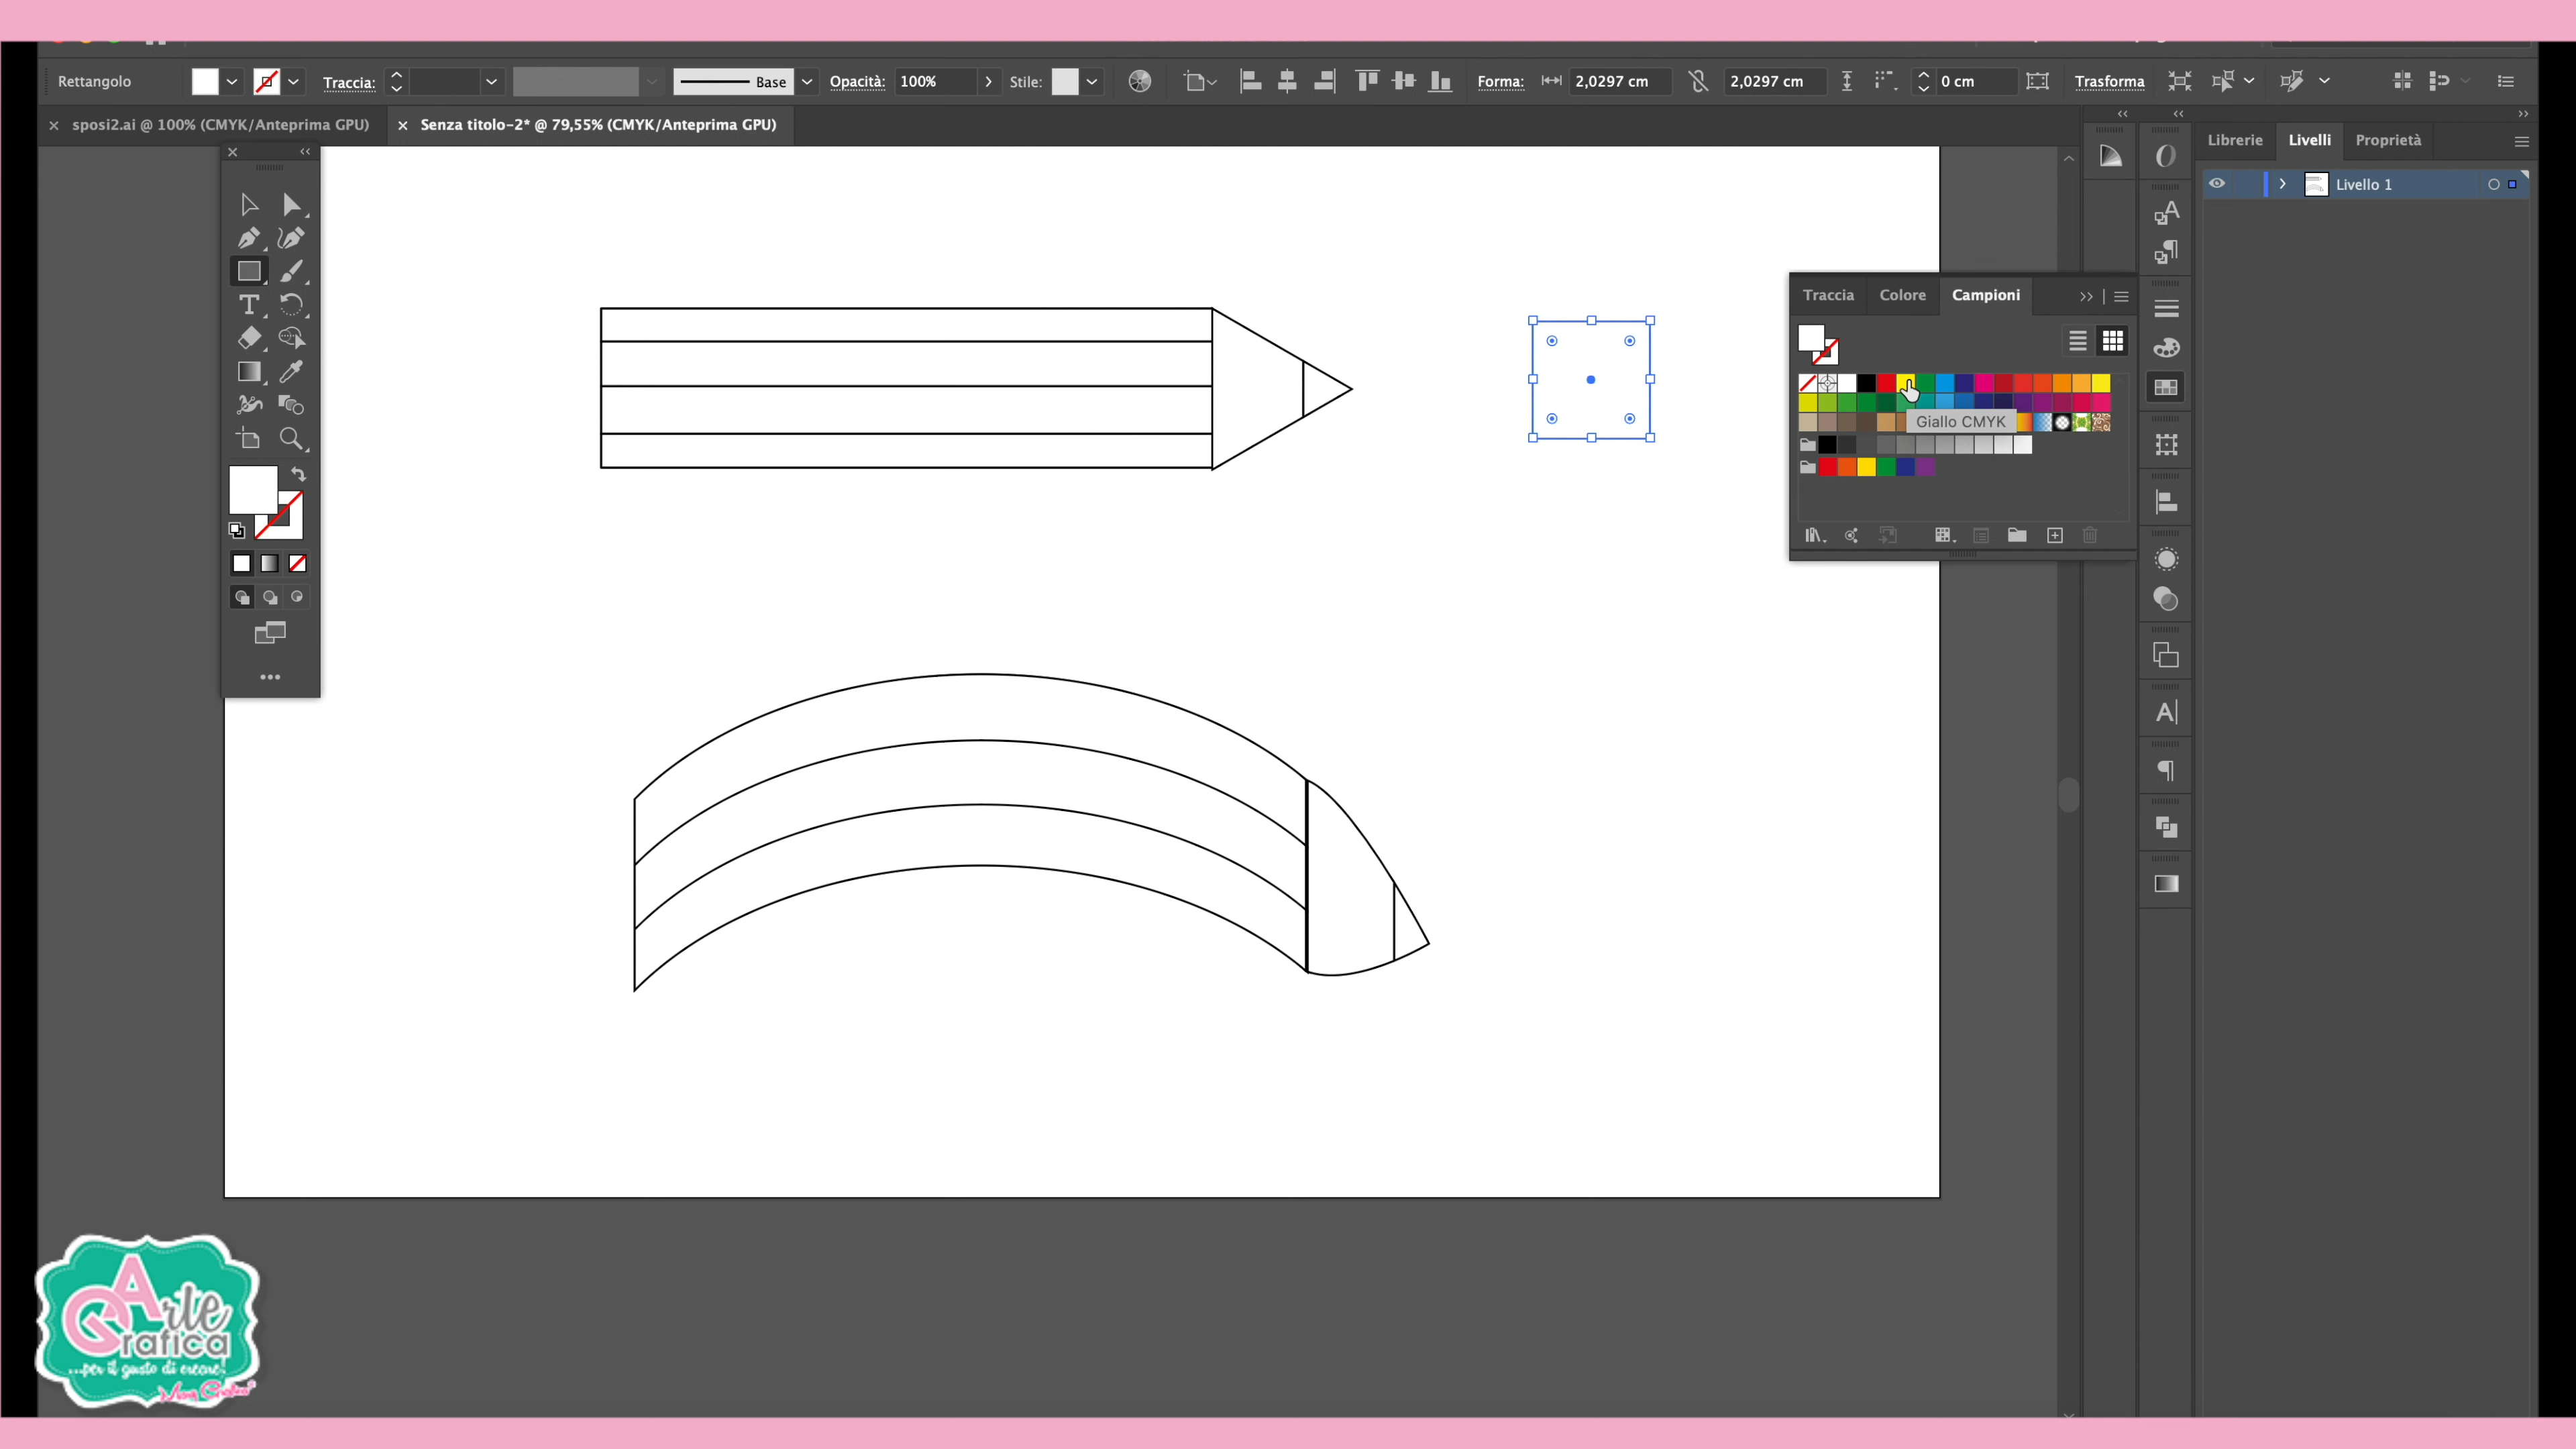 Rettangolo Traccia: Base Opacità: 100% Stile: Forma: 2,0297 cm 2,0297 cm 0 cm Trasforma
sposi2.ai @ 100% (CMYK/Anteprima GPU) Senza titolo-2* @ 79,55% (CMYK/Anteprima GPU)
Librerie Livelli Proprietà
Livello 1
Traccia Colore Campioni
Giallo CMYK
Arte
Grafica
...per il gusto di creare!